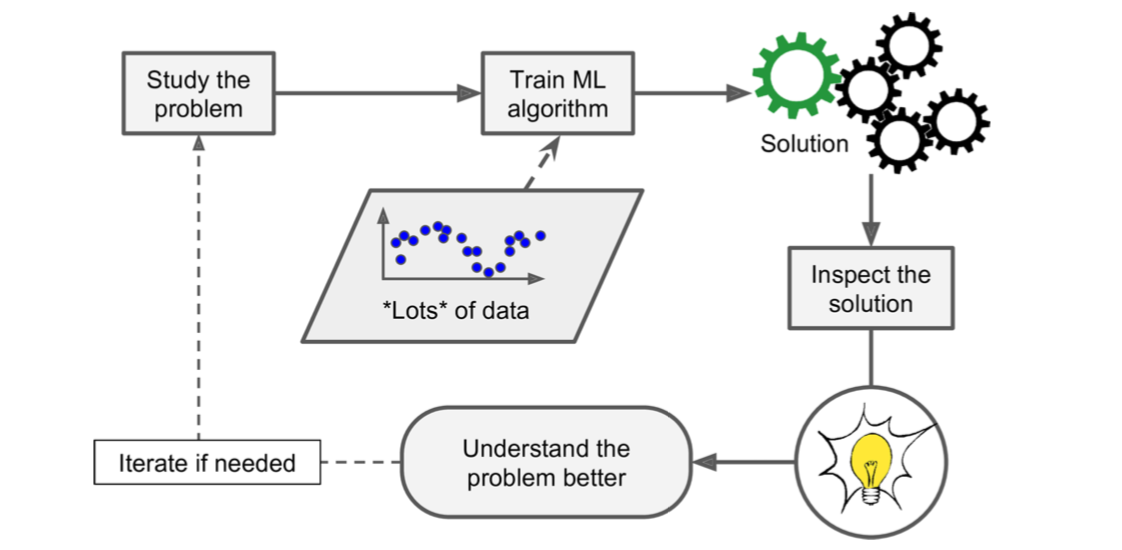 Study the
problem
Train ML
algorithm
Solution
*Lots* of data
Inspect the
solution
Understand the
problem better
Iterate if needed